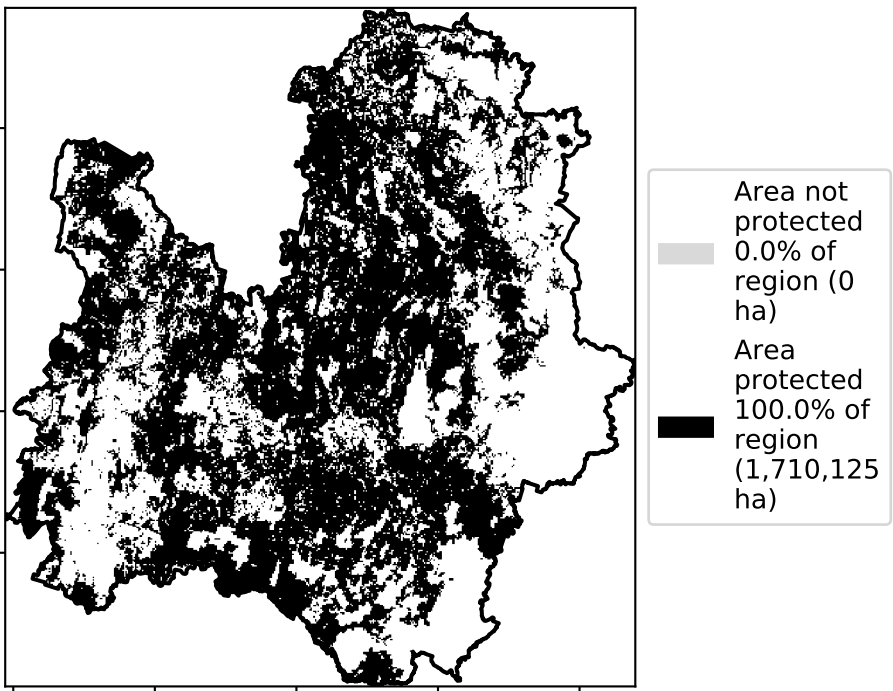 Area not
protected
0.0% of
region (0
ha)
Area
protected
100.0% of
region
(1,710,125
ha)